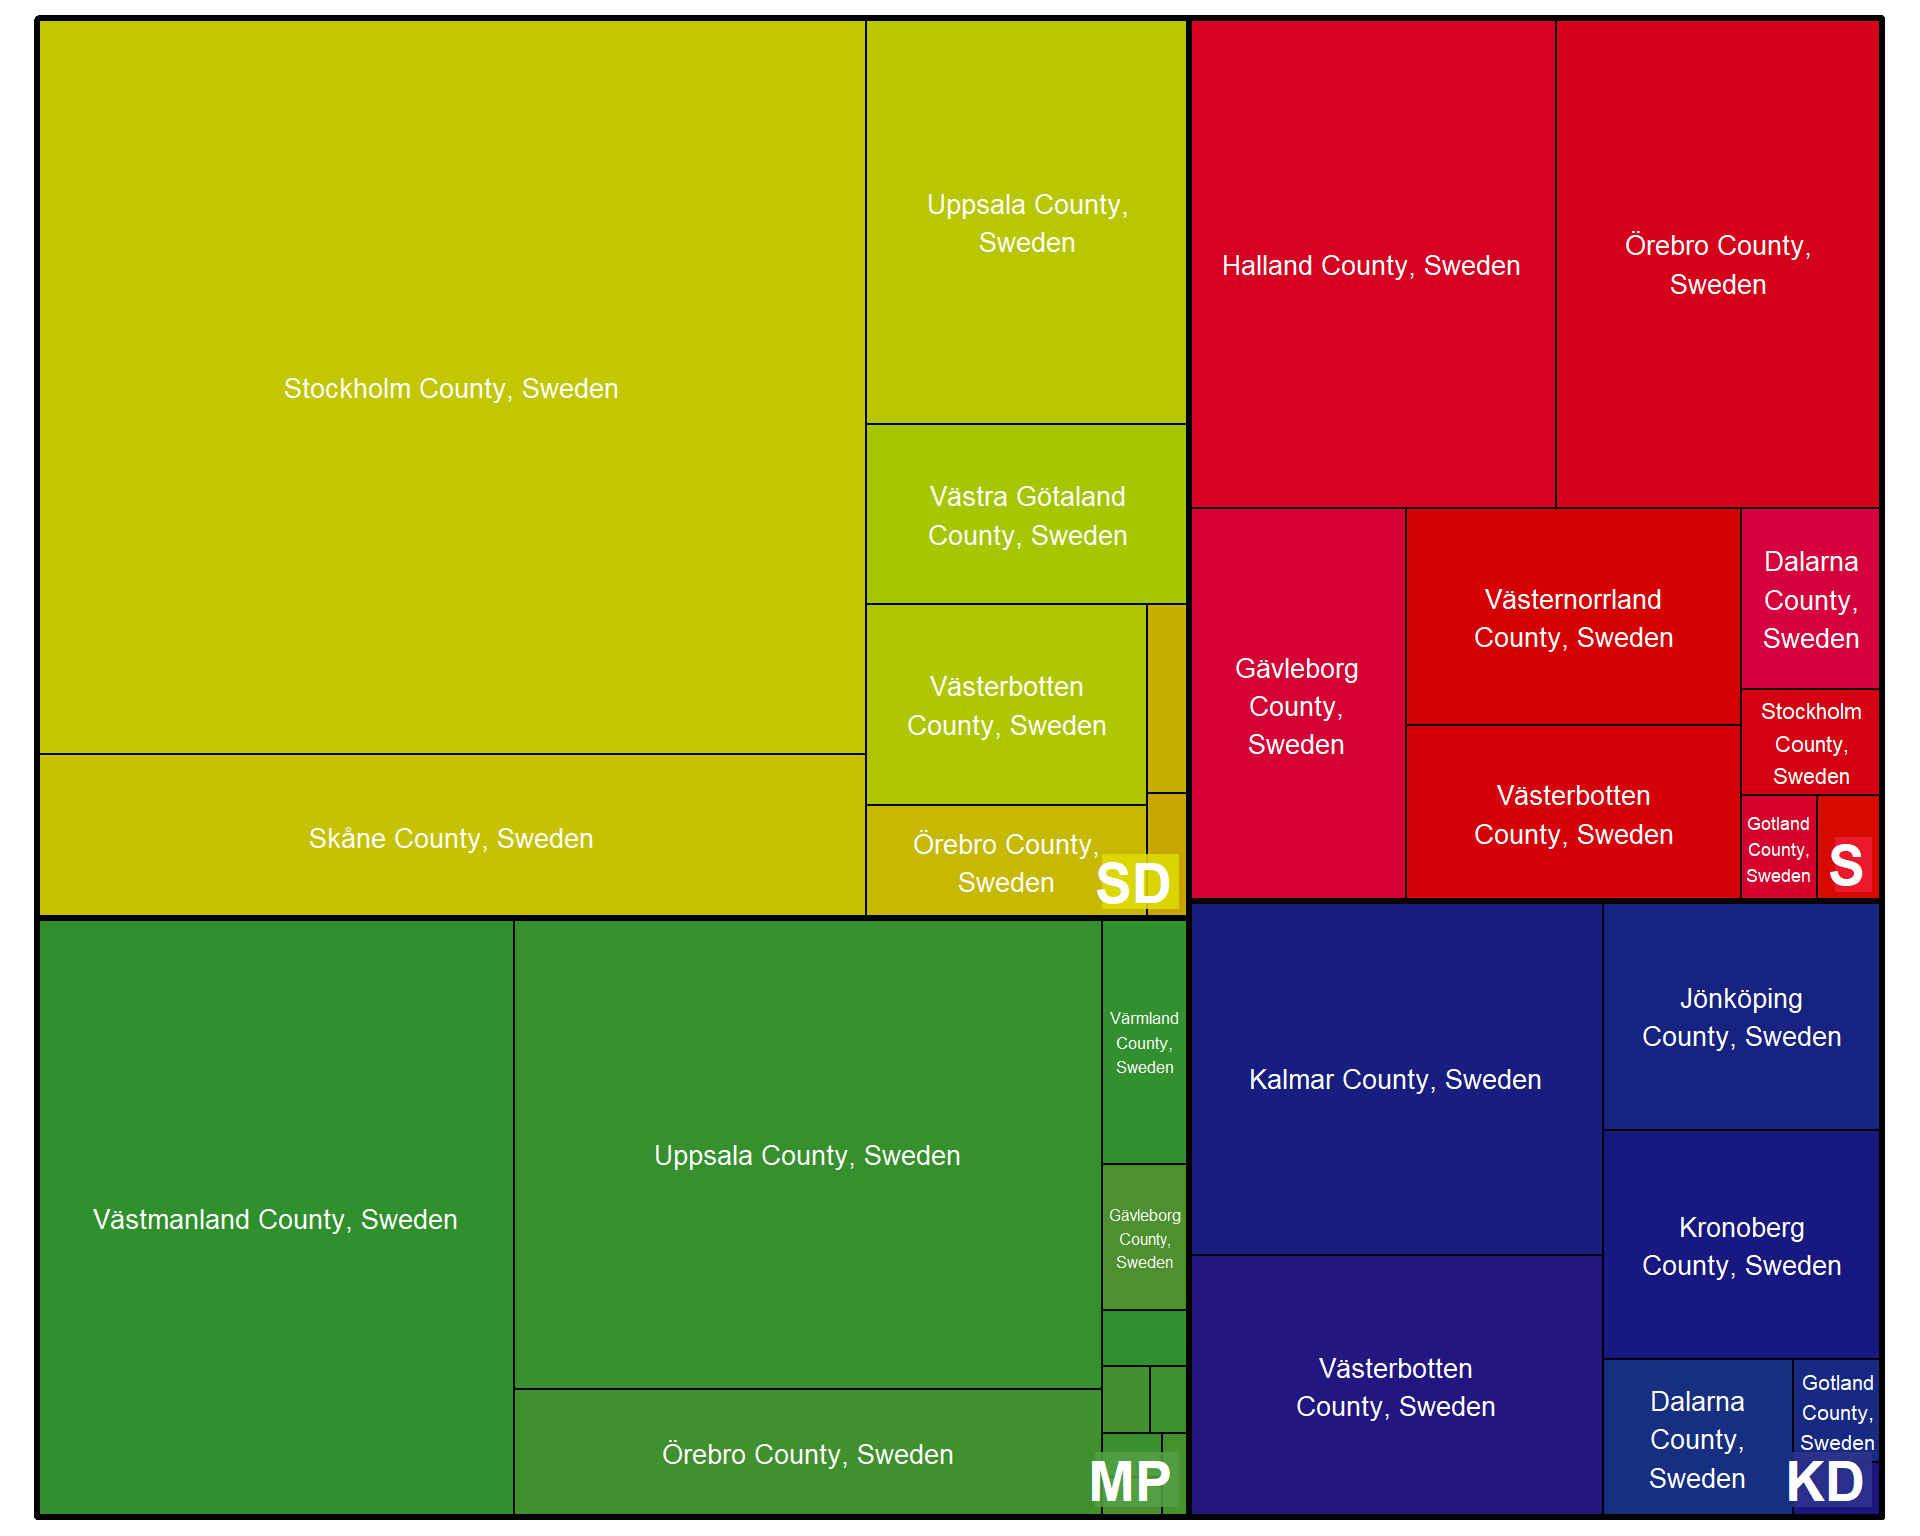 Stockholm County, Sweden
Skåne County, Sweden
Uppsala County,
Sweden
Västra Götaland
County, Sweden
Västerbotten
County, Sweden
Örebro County,
Sweden
SD
Halland County, Sweden
Örebro County,
Sweden
Gävleborg
County,
Sweden
Västernorrland
County, Sweden
Västerbotten
County, Sweden
Dalarna
County,
Sweden
Stockholm
County,
Sweden
Gotland
County,
Sweden
S
Västmanland County, Sweden
Uppsala County, Sweden
Örebro County, Sweden
Värmland
County,
Sweden
Gävleborg
County,
Sweden
MP
Kalmar County, Sweden
Västerbotten
County, Sweden
Jönköping
County, Sweden
Kronoberg
County, Sweden
Dalarna
County,
Sweden
Gotland
County,
Sweden
KD